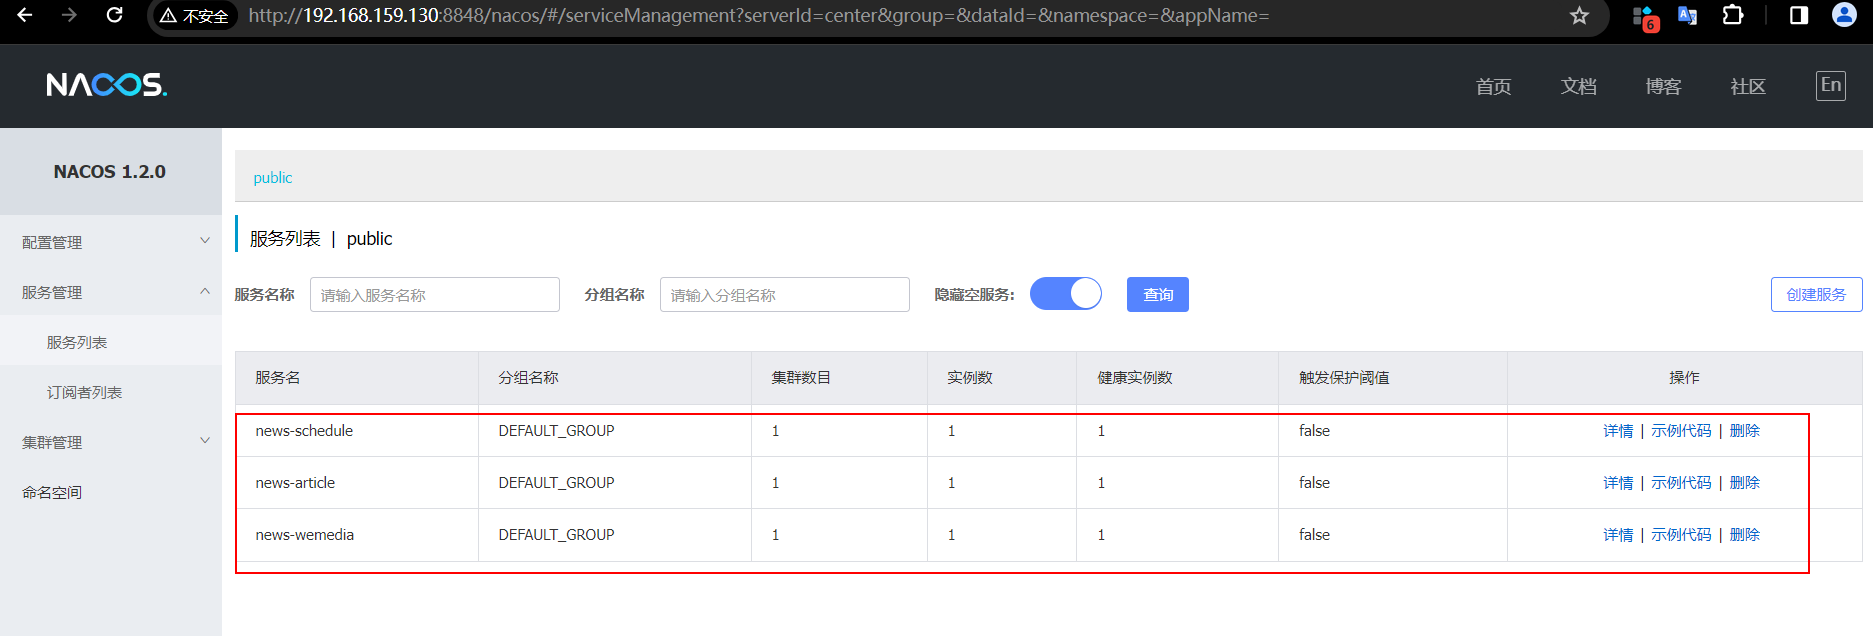 不安全 http://192.168.159.130:8848/nacos/#/serviceManagement?serverId=center&group=&dataId=&namespace=&appName= 6
NACOS. 首页 文档 博客 社区 En
NACOS 1.2.0
public
配置管理
服务列表 | public
服务管理
服务名称 请输入服务名称 分组名称 请输入分组名称 隐藏空服务: 查询 创建服务
服务列表
订阅者列表
集群管理
命名空间
服务名 分组名称 集群数目 实例数 健康实例数 触发保护阈值 操作
news-schedule DEFAULT_GROUP 1 1 1 false 详情 | 示例代码 | 删除
news-article DEFAULT_GROUP 1 1 1 false 详情 | 示例代码 | 删除
news-wemedia DEFAULT_GROUP 1 1 1 false 详情 | 示例代码 | 删除